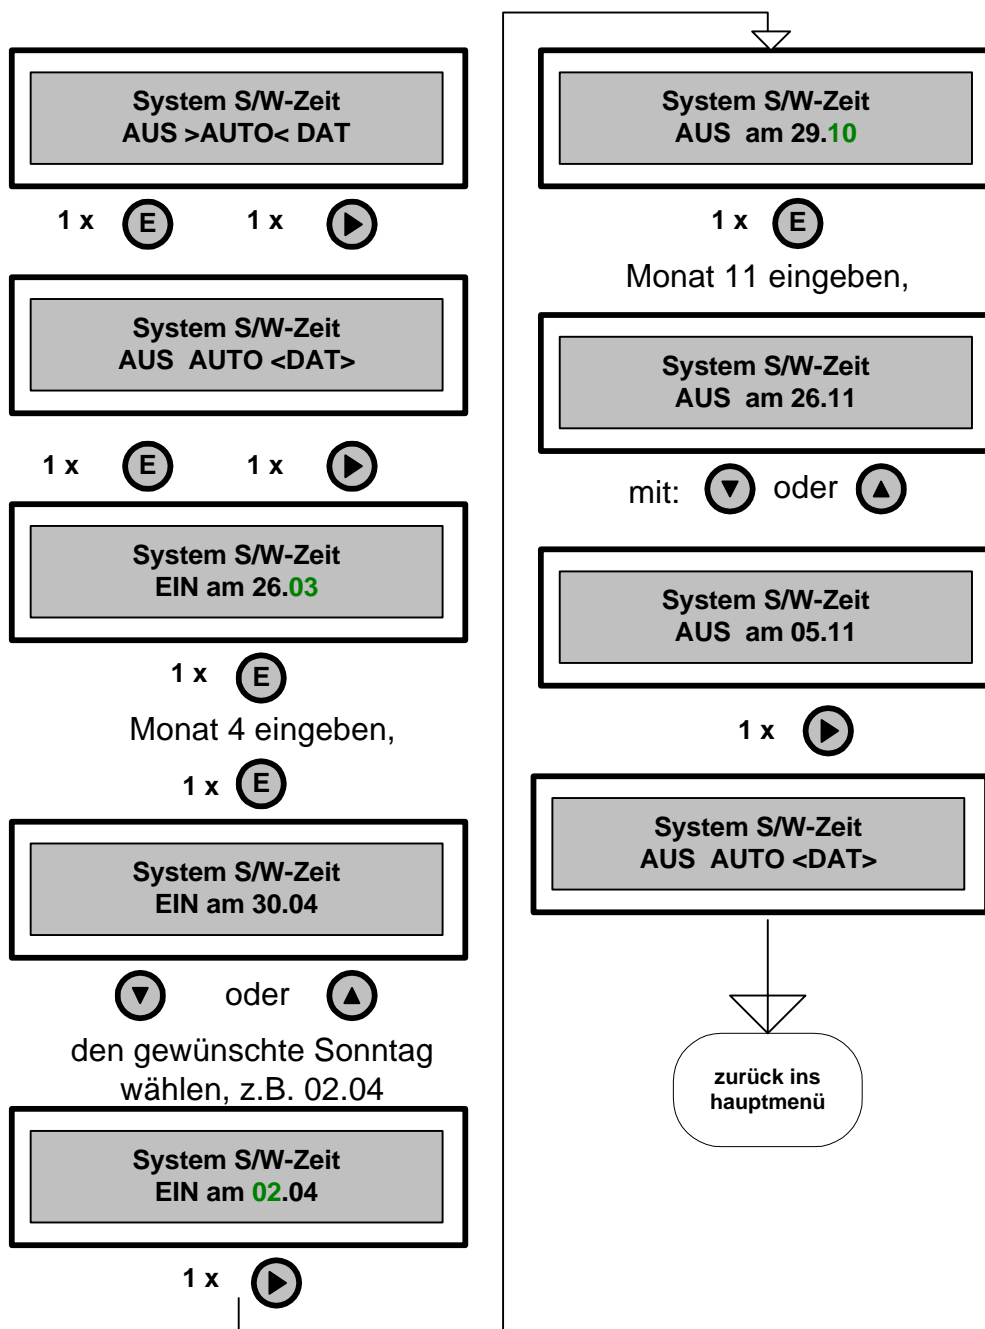 System S/W-Zeit
AUS >AUTO< DAT
1 x E 1 x
System S/W-Zeit
AUS AUTO <DAT>
1 x E 1 x
System S/W-Zeit
EIN am 26.03
1 x E
Monat 4 eingeben,
1 x E
System S/W-Zeit
EIN am 30.04
oder
den gewünschte Sonntag
wählen, z.B. 02.04
System S/W-Zeit
EIN am 02.04
1 x
System S/W-Zeit
AUS am 29.10
1 x E
Monat 11 eingeben,
System S/W-Zeit
AUS am 26.11
mit: oder
System S/W-Zeit
AUS am 05.11
1 x
System S/W-Zeit
AUS AUTO <DAT>
zurück ins
hauptmenü